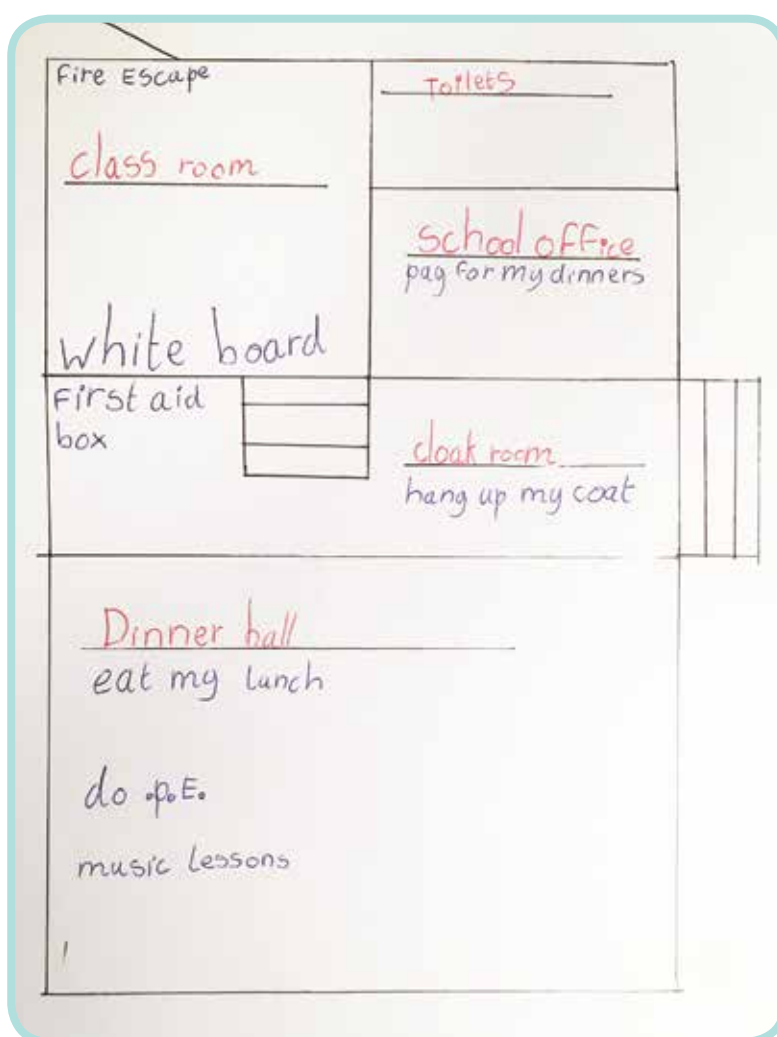 Fire Escape
class room
white board
Toilets
School office
pag for my dinners
First aid
box
cloak room
hang up my coat
Dinner hall
eat my lunch
do .p.E.
music lessons